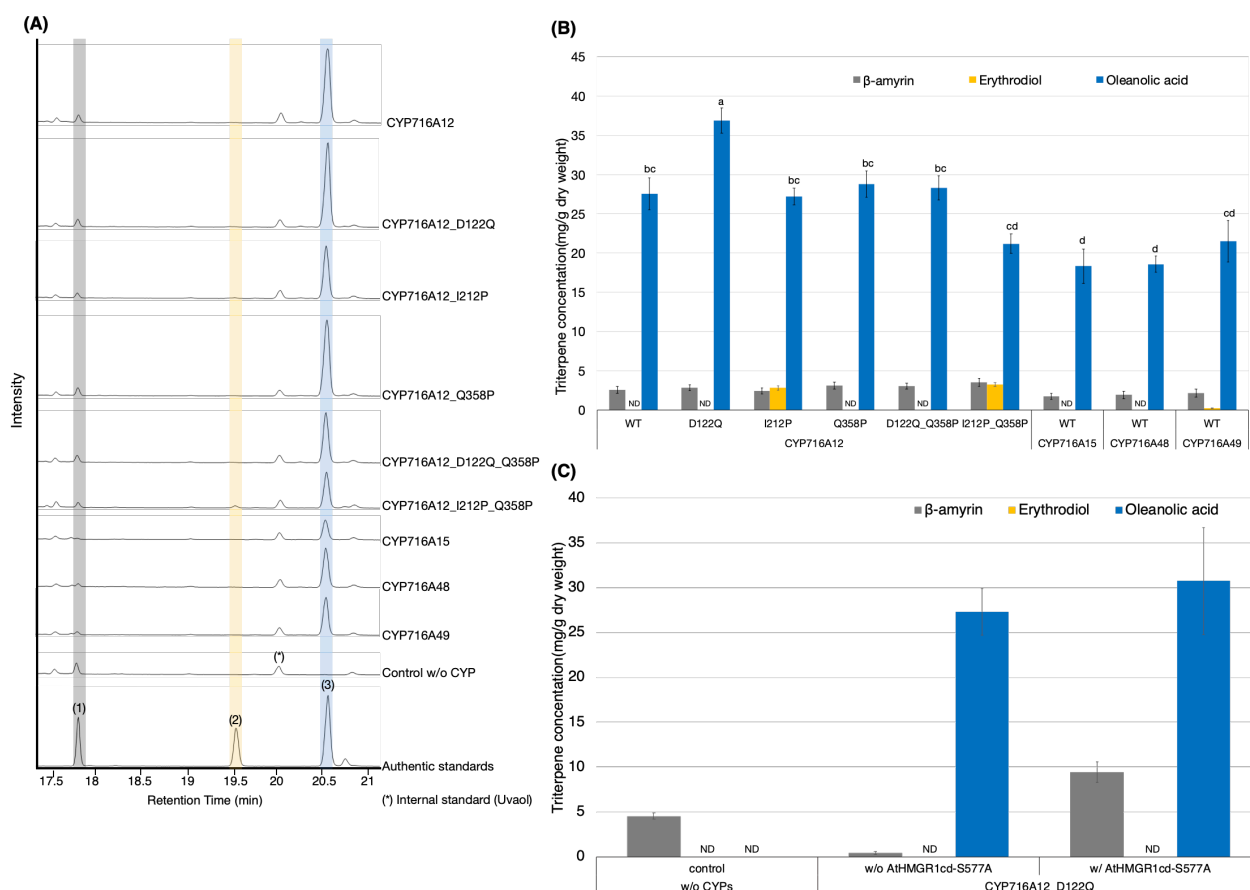 (A)
CYP716A12
CYP716A12_D122Q
CYP716A12_I212P
CYP716A12_Q358P
CYP716A12_D122Q_Q358P
CYP716A12_I212P_Q358P
CYP716A15
CYP716A48
CYP716A49
(*)
Control w/o CYP
(1)
(2)
(3)
Authentic standards
Intensity
17.5 18 18.5 19 19.5 20 20.5 21
Retention Time (min)
(*) Internal standard (Uvaol)
(B)
Triterpene concentration(mg/g dry weight)
45
40
35
30
25
20
15
10
5
0
β-amyrin Erythrodiol Oleanolic acid
bc a bc bc bc cd d d cd
ND ND ND ND ND ND
WT D122Q I212P Q358P D122Q_Q358P I212P_Q358P WT WT WT
CYP716A12 CYP716A15 CYP716A48 CYP716A49
(C)
Triterpene concentation(mg/g dry weight)
40
35
30
25
20
15
10
5
0
β-amyrin Erythrodiol Oleanolic acid
ND ND ND ND
control w/o AtHMGR1cd-S577A w/ AtHMGR1cd-S577A
w/o CYPs CYP716A12_D122Q